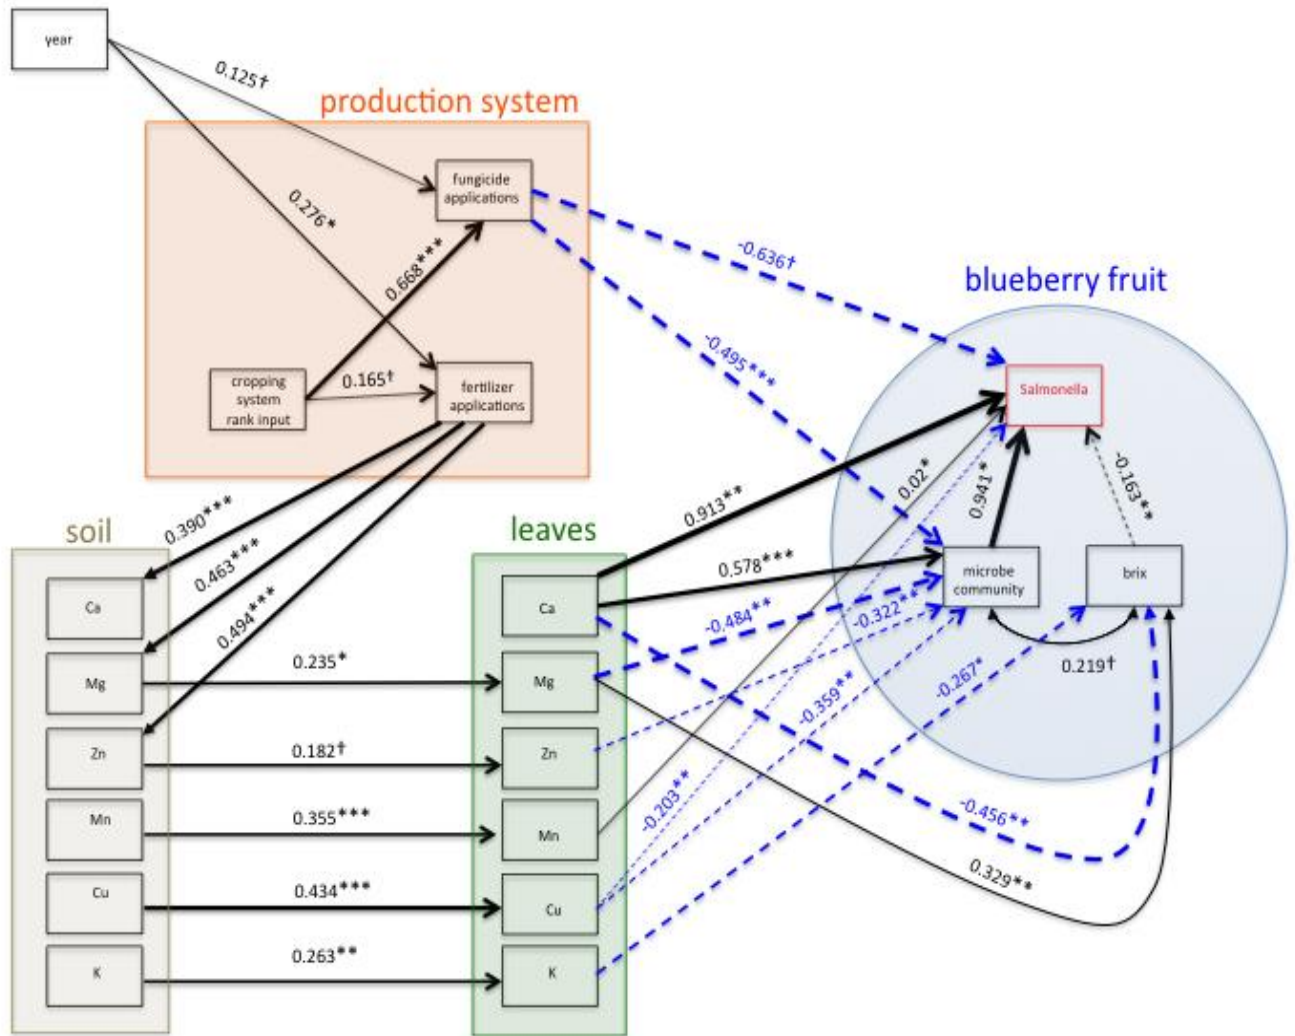 year
0.125†
production system
fungicide
applications
0.276*
0.668***
-0.636†
blueberry fruit
-0.495***
cropping
system
rank input
0.165†
fertilizer
applications
Salmonella
0.390***
0.463***
0.494***
0.913**
0.02*
0.941*
-0.163**
soil
leaves
Ca
Ca
0,578***
microbe
community
brix
-0.484**
-0.322**
0.219†
Mg
0.235*
Mg
-0.359**
-0.267*
Zn
0.182†
Zn
-0.203**
-0.456**
Mn
0.355***
Mn
0.329**
Cu
0.434***
Cu
K
0.263**
K